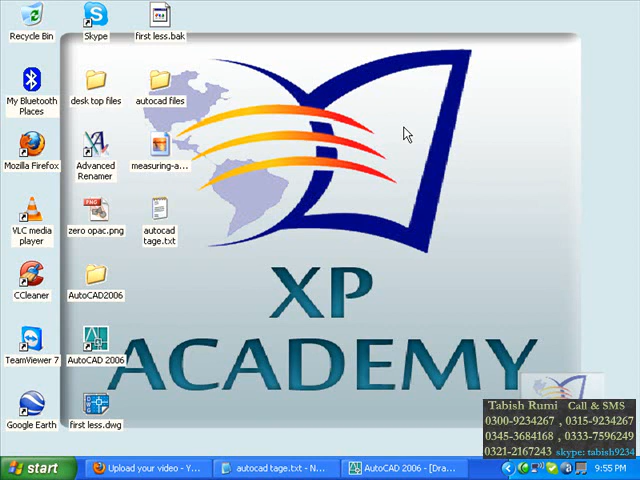 Recycle Bin
Skype
first less.bak
My Bluetooth
Places
desk top files
autocad files
Mozilla Firefox
Advanced
Renamer
measuring-a...
VLC media
player
zero opac.png
autocad
tage.txt
CCleaner
AutoCAD2006
TeamViewer 7
AutoCAD 2006
Google Earth
first less.dwg
XP
ACADEMY
Tabish Rumi Call & SMS
0300-9234267 , 0315-9234267
0345-3684168 , 0333-7596249
0321-2167243 skype: tabish9234
start
Upload your video - Y...
autocad tage.txt - N...
AutoCAD 2006 - [Dra...
9:55 PM